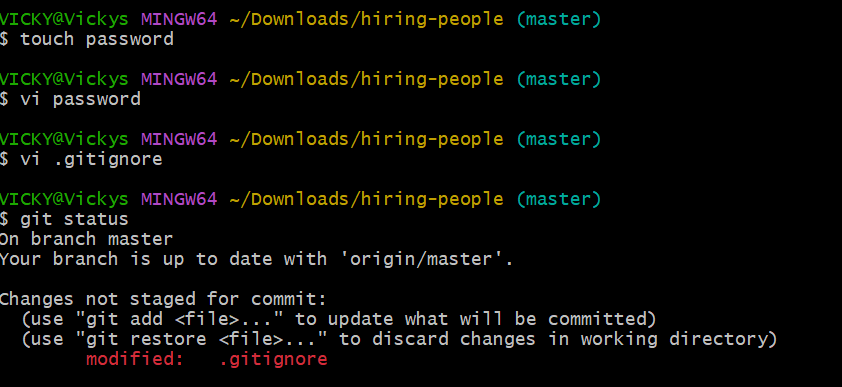 VICKY@Vickys MINGW64 ~/Downloads/hiring-people (master)
$ touch password
VICKY@Vickys MINGW64 ~/Downloads/hiring-people (master)
$ vi password
VICKY@Vickys MINGW64 ~/Downloads/hiring-people (master)
$ vi .gitignore
VICKY@Vickys MINGW64 ~/Downloads/hiring-people (master)
$ git status
On branch master
Your branch is up to date with 'origin/master'.
Changes not staged for commit:
(use "git add <file>..." to update what will be committed)
(use "git restore <file>..." to discard changes in working directory)
modified: .gitignore